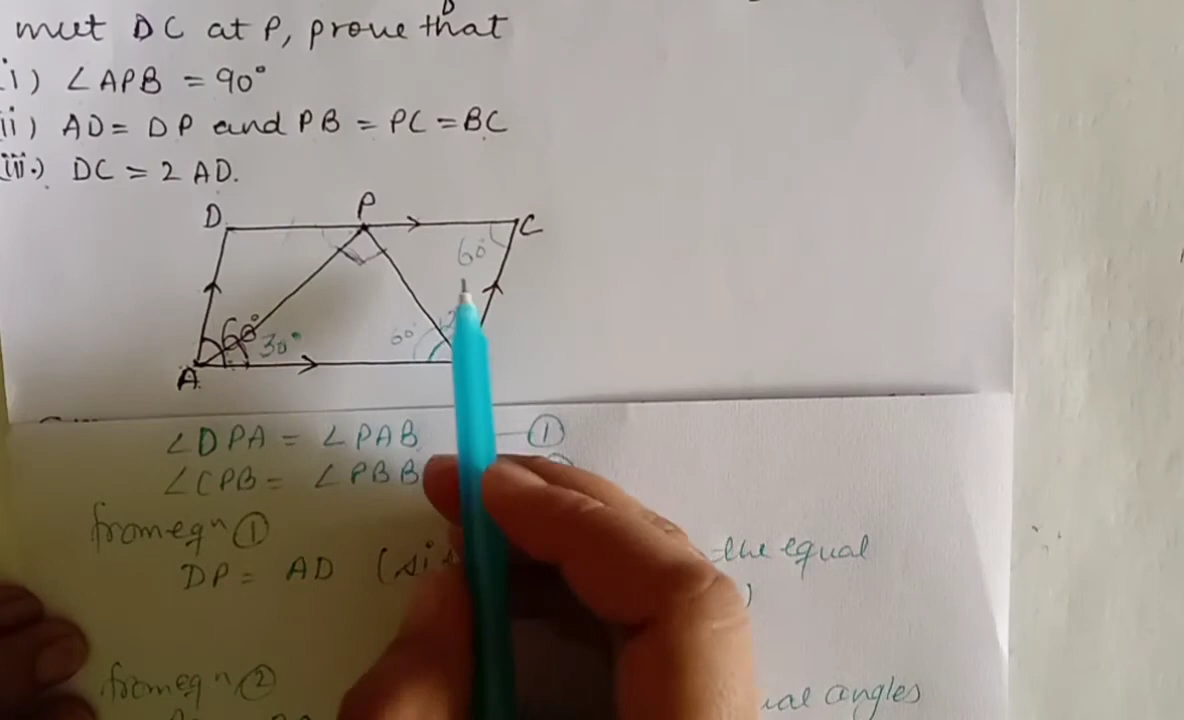 meet DC at P, prove that
i) ∠APB = 90°
ii) AD = DP and PB = PC = BC
(iii.) DC = 2 AD.
D P C
60°
60° 30° 60°
A
∠DPA = ∠PAB — ①
∠CPB = ∠PBB
from eqⁿ ①
DP = AD the equal
)
from eqⁿ ②
angles